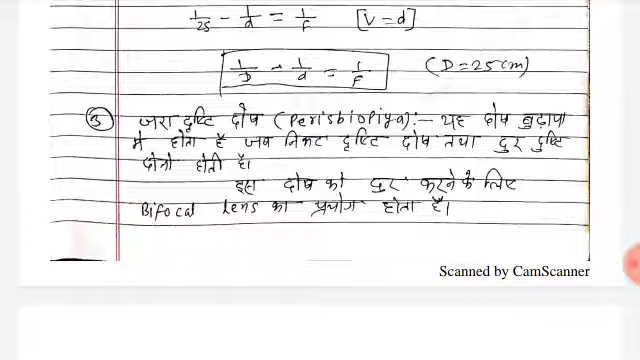 1/25 - 1/d = 1/F [V = d]
1/D - 1/d = 1/F (D = 25 cm)
③ जरा दृष्टि दोष (Perisbiopiya) :- यह दोष बुढ़ापा
मे होता है जब निकट दृष्टि दोष तथा दुर दृष्टि
दोनो होती है।
इस दोष को दुर करने के लिए
Bifocal lens का प्रयोग होता है।
Scanned by CamScanner